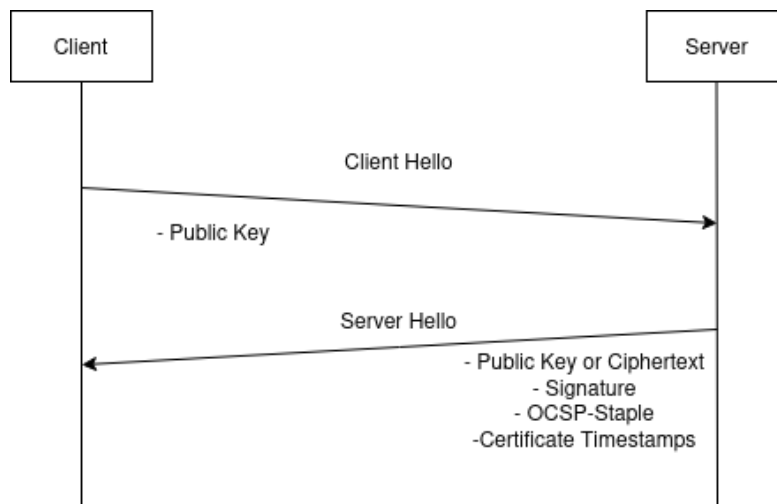 Client
Server
Client Hello
- Public Key
Server Hello
- Public Key or Ciphertext
- Signature
- OCSP-Staple
-Certificate Timestamps